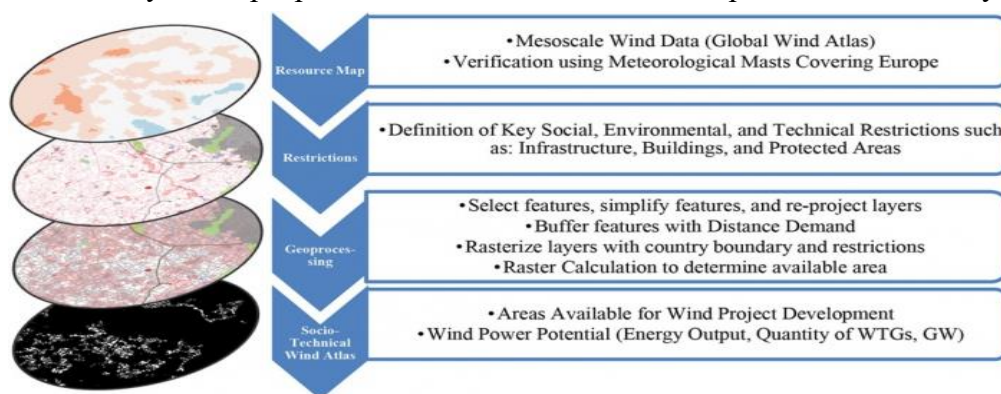 Resource Map
•Mesoscale Wind Data (Global Wind Atlas)
•Verification using Meteorological Masts Covering Europe
Restrictions
•Definition of Key Social, Environmental, and Technical Restrictions such
as: Infrastructure, Buildings, and Protected Areas
Geoproces-
sing
•Select features, simplify features, and re-project layers
•Buffer features with Distance Demand
•Rasterize layers with country boundary and restrictions
•Raster Calculation to determine available area
Socio-
Technical
Wind Atlas
•Areas Available for Wind Project Development
•Wind Power Potential (Energy Output, Quantity of WTGs, GW)